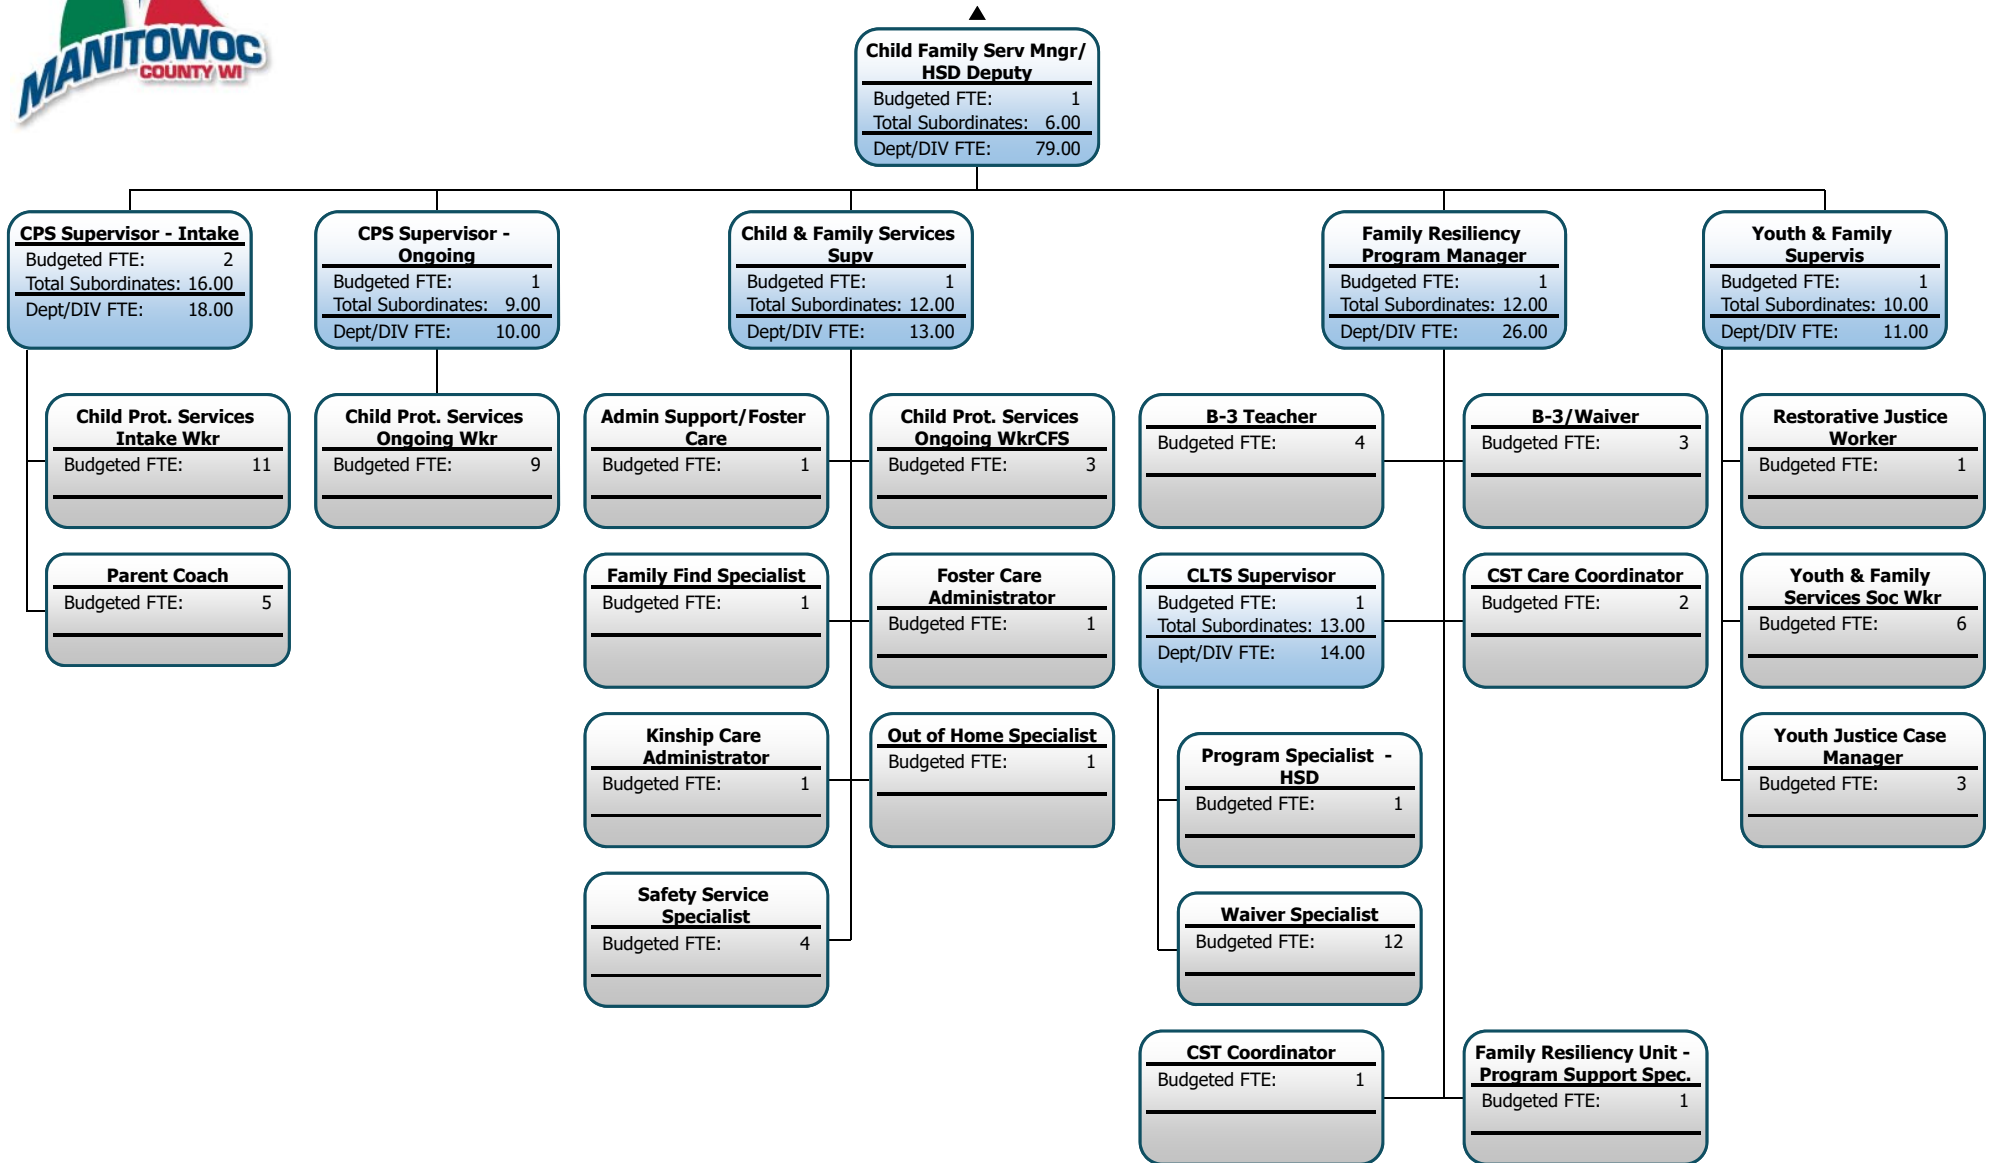 MANITOWOC
COUNTY WI
Child Family Serv Mngr/
HSD Deputy
Budgeted FTE: 1
Total Subordinates: 6.00
Dept/DIV FTE: 79.00
CPS Supervisor - Intake
Budgeted FTE: 2
Total Subordinates: 16.00
Dept/DIV FTE: 18.00
CPS Supervisor -
Ongoing
Budgeted FTE: 1
Total Subordinates: 9.00
Dept/DIV FTE: 10.00
Child & Family Services
Supv
Budgeted FTE: 1
Total Subordinates: 12.00
Dept/DIV FTE: 13.00
Family Resiliency
Program Manager
Budgeted FTE: 1
Total Subordinates: 12.00
Dept/DIV FTE: 26.00
Youth & Family
Supervis
Budgeted FTE: 1
Total Subordinates: 10.00
Dept/DIV FTE: 11.00
Child Prot. Services
Intake Wkr
Budgeted FTE: 11
Child Prot. Services
Ongoing Wkr
Budgeted FTE: 9
Admin Support/Foster
Care
Budgeted FTE: 1
Child Prot. Services
Ongoing WkrCFS
Budgeted FTE: 3
B-3 Teacher
Budgeted FTE: 4
B-3/Waiver
Budgeted FTE: 3
Restorative Justice
Worker
Budgeted FTE: 1
Parent Coach
Budgeted FTE: 5
Family Find Specialist
Budgeted FTE: 1
Foster Care
Administrator
Budgeted FTE: 1
CLTS Supervisor
Budgeted FTE: 1
Total Subordinates: 13.00
Dept/DIV FTE: 14.00
CST Care Coordinator
Budgeted FTE: 2
Youth & Family
Services Soc Wkr
Budgeted FTE: 6
Kinship Care
Administrator
Budgeted FTE: 1
Out of Home Specialist
Budgeted FTE: 1
Program Specialist -
HSD
Budgeted FTE: 1
Youth Justice Case
Manager
Budgeted FTE: 3
Safety Service
Specialist
Budgeted FTE: 4
Waiver Specialist
Budgeted FTE: 12
CST Coordinator
Budgeted FTE: 1
Family Resiliency Unit -
Program Support Spec.
Budgeted FTE: 1